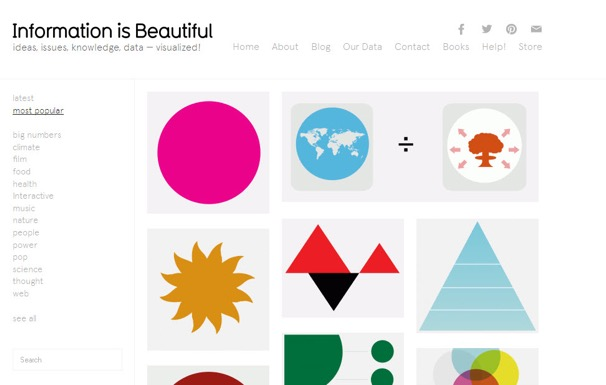 Information is Beautiful
ideas, issues, knowledge, data — visualized!
Home About Blog Our Data Contact Books Help! Store
latest
most popular
big numbers
climate
film
food
health
Interactive
music
nature
people
power
pop
science
thought
web
see all
Search
÷